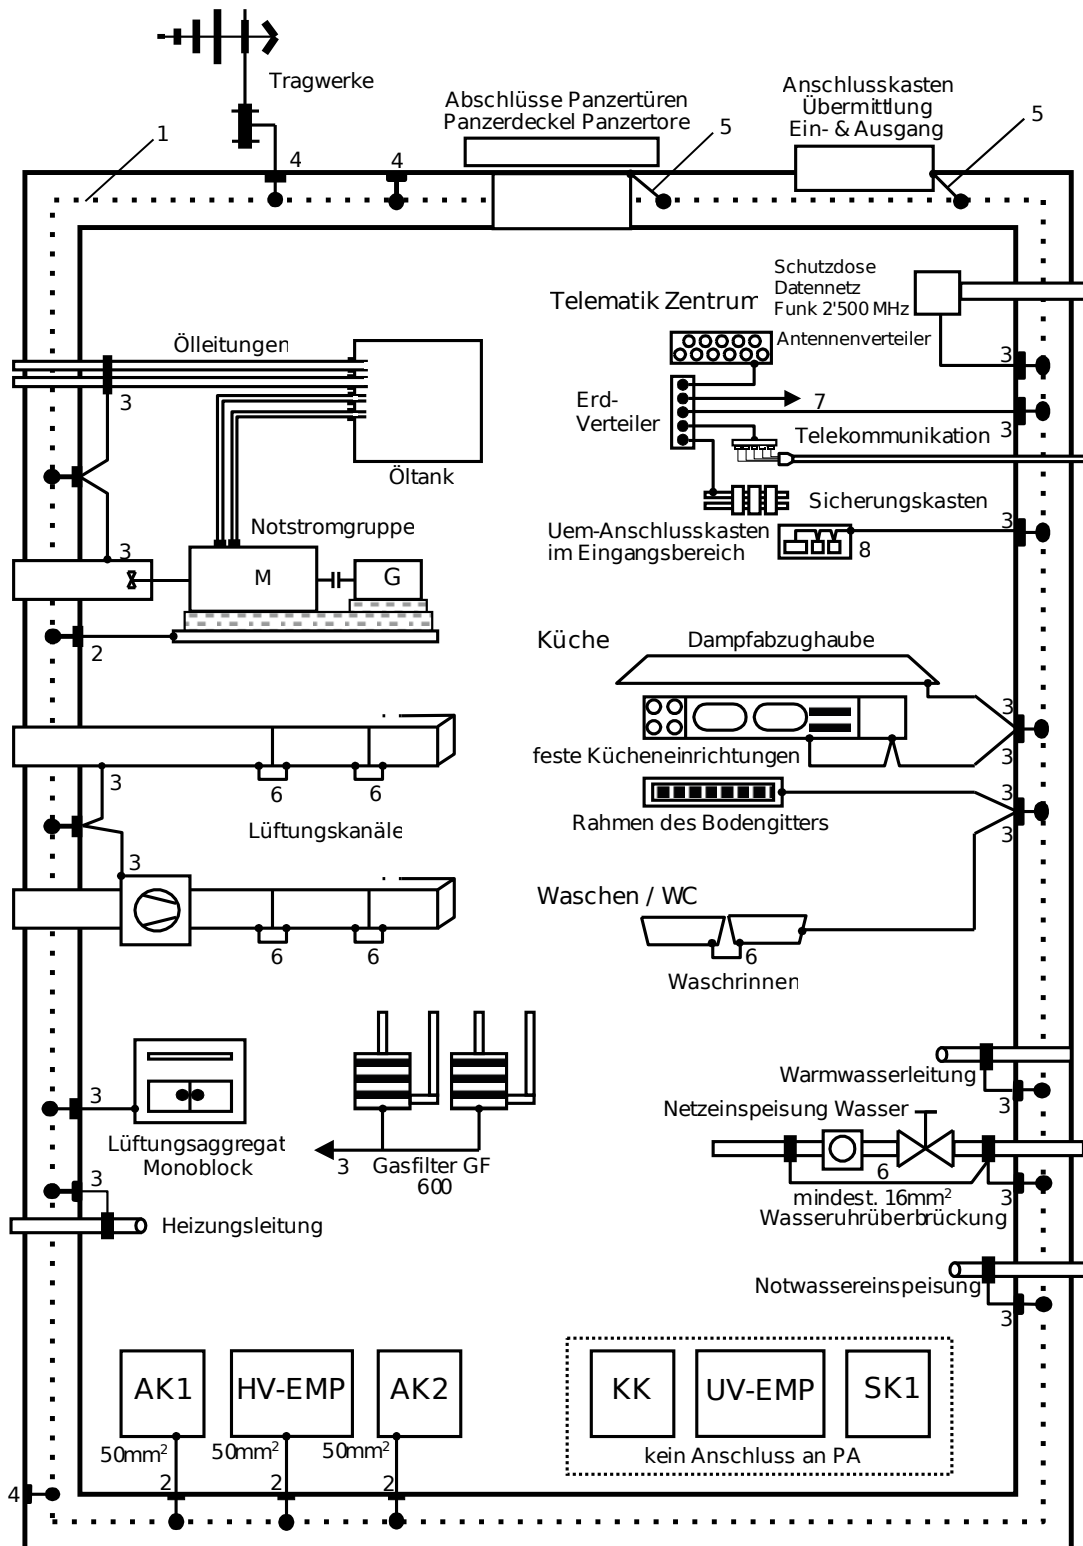 Tragwerke
Abschlüsse Panzertüren
Panzerdeckel Panzertore
Anschlusskasten
Übermittlung
Ein- & Ausgang
1
4
4
5
5
Telematik Zentrum
Schutzdose
Datennetz
Funk 2'500 MHz
Antennenverteiler
3
Ölleitungen
3
Öltank
Erd-
Verteiler
7
3
Telekommunikation
Sicherungskasten
Notstromgruppe
3
M
G
2
Uem-Anschlusskasten
im Eingangsbereich
8
3
Küche
Dampfabzughaube
3
feste Kücheneinrichtungen
3
3
6
6
Lüftungskanäle
3
Rahmen des Bodengitters
3
3
6
6
Waschen / WC
6
Waschrinnen
3
Lüftungsaggregat
Monoblock
3
Gasfilter GF
600
3
Heizungsleitung
Warmwasserleitung
3
Netzeinspeisung Wasser
6
mindest. 16mm²
Wasseruhrüberbrückung
3
Notwassereinspeisung
3
AK1
HV-EMP
AK2
50mm²
50mm²
50mm²
2
2
2
4
KK
UV-EMP
SK1
kein Anschluss an PA